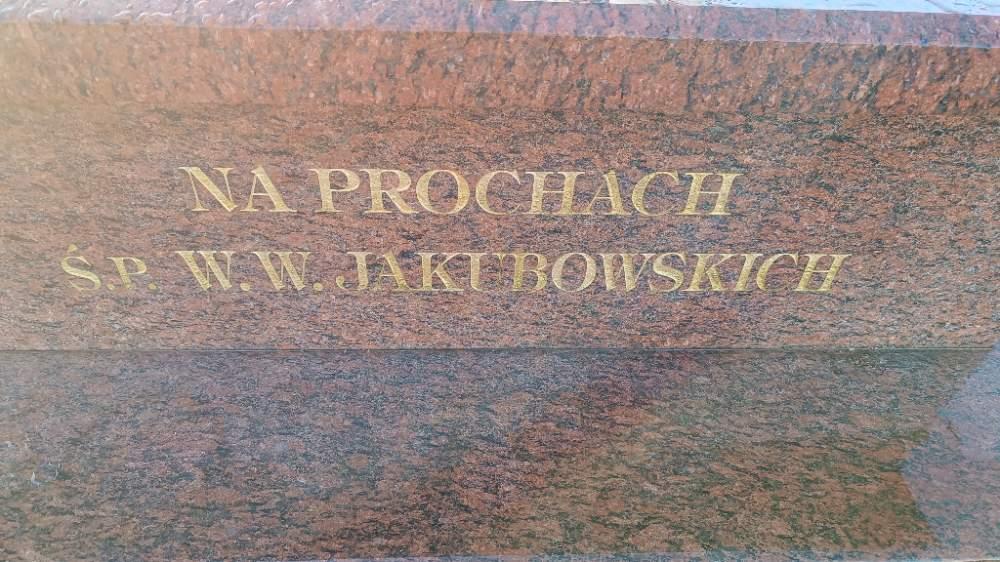 NA PROCHACH
Ś.P. W.W. JAKUBOWSKICH